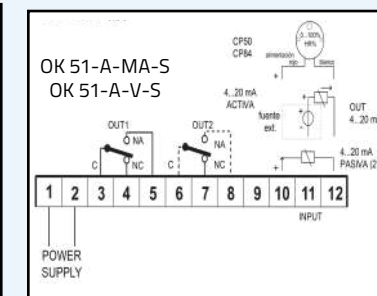 OK 51-A-MA-S
OK 51-A-V-S
CP50
CP84
0...100%
HR%
alimentación
rojo
blanco
+
4...20 mA
ACTIVA
fuente
ext.
OUT
4...20 m
4...20 mA
PASIVA (2
+
OUT1
NA
C
NC
OUT2
NA
C
NC
1 2 3 4 5 6 7 8 9 10 11 12
INPUT
POWER
SUPPLY